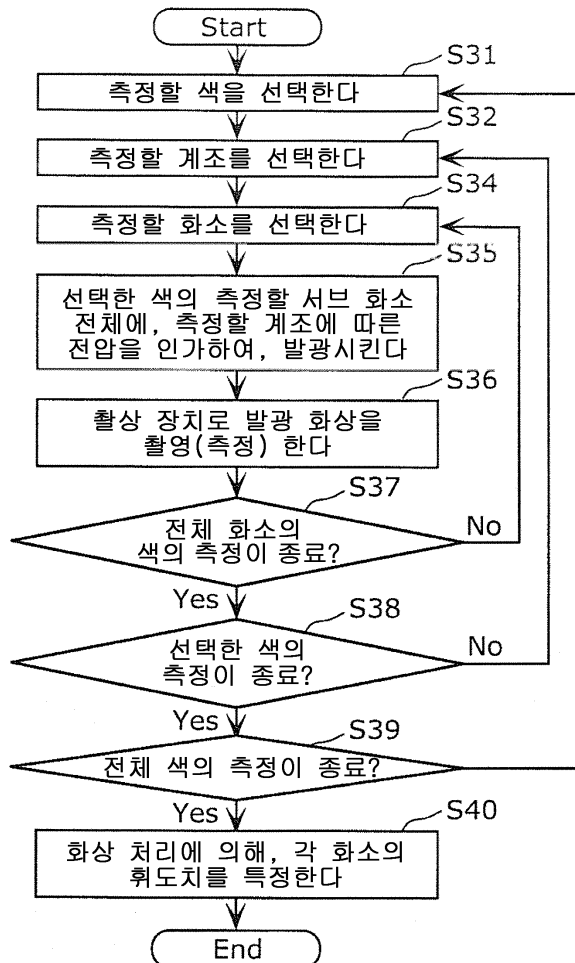 Start
S31
측정할 색을 선택한다
S32
측정할 계조를 선택한다
S34
측정할 화소를 선택한다
S35
선택한 색의 측정할 서브 화소
전체에, 측정할 계조에 따른
전압을 인가하여, 발광시킨다
S36
촬상 장치로 발광 화상을
촬영(측정) 한다
S37
전체 화소의
색의 측정이 종료?
No
Yes
S38
선택한 색의
측정이 종료?
No
Yes
S39
전체 색의 측정이 종료?
Yes
S40
화상 처리에 의해, 각 화소의
휘도치를 특정한다
End